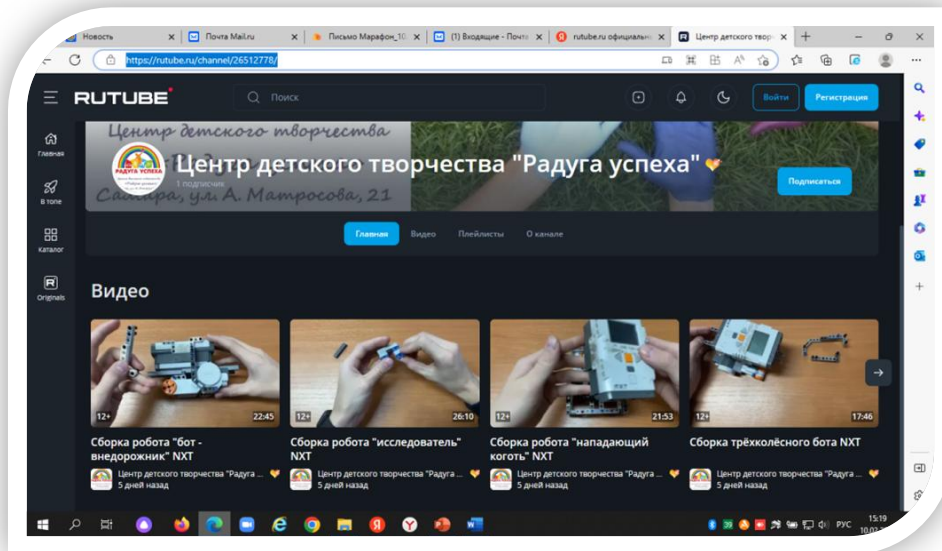 Новость
Почта Mail.ru
Письмо Марафон_10
(1) Входящие - Почта
rutube.ru официальн
Центр детского твор
https://rutube.ru/channel/26512778/
RUTUBE
Поиск
Войти
Регистрация
Главная
В топе
Каталог
Originals
Центр детского творчества
РАДУГА УСПЕХА
Центр детского творчества "Радуга успеха"
1 подписчик
Самара, ул. А. Матросова, 21
Подписаться
Главная
Видео
Плейлисты
О канале
Видео
12+
22:45
12+
26:10
12+
21:53
12+
17:46
Сборка робота "бот -
внедорожник" NXT
Центр детского творчества "Радуга ...
5 дней назад
Сборка робота "исследователь"
NXT
Центр детского творчества "Радуга ...
5 дней назад
Сборка робота "нападающий
коготь" NXT
Центр детского творчества "Радуга ...
5 дней назад
Сборка трёхколёсного бота NXT
Центр детского творчества "Радуга ...
5 дней назад
39
РУС
15:19